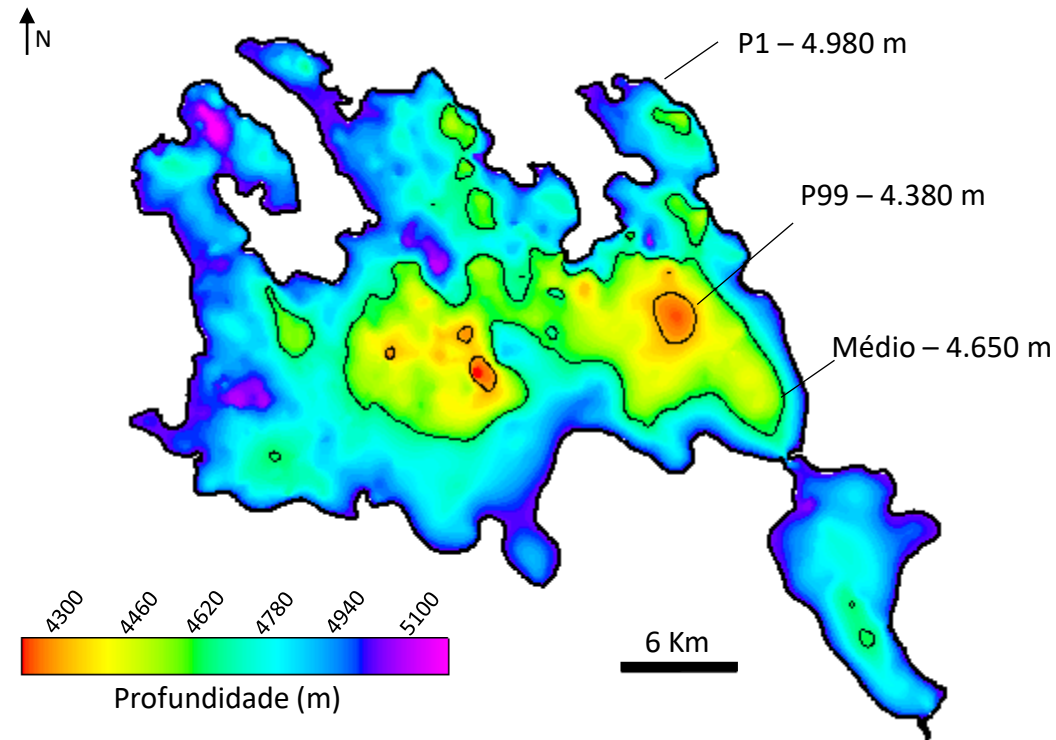 N
P1 – 4.980 m
P99 – 4.380 m
Médio – 4.650 m
4300 4460 4620 4780 4940 5100
Profundidade (m)
6 Km